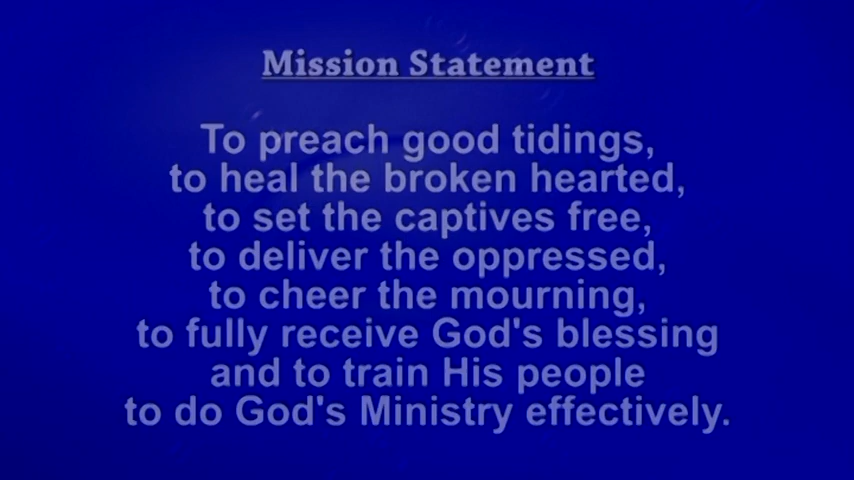 Mission Statement
To preach good tidings,
to heal the broken hearted,
to set the captives free,
to deliver the oppressed,
to cheer the mourning,
to fully receive God's blessing
and to train His people
to do God's Ministry effectively.